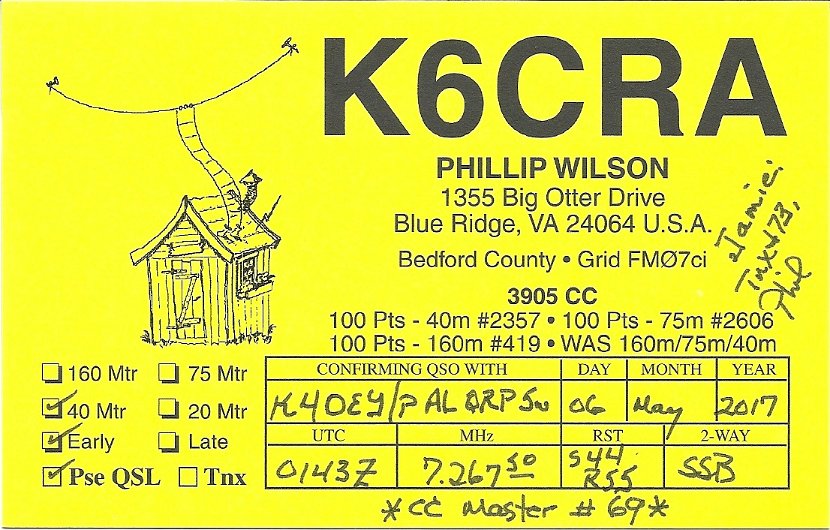 K6CRA
PHILLIP WILSON
1355 Big Otter Drive
Blue Ridge, VA 24064 U.S.A.
Bedford County • Grid FMØ7ci
Jamie:
Tnx + 73,
Phil
3905 CC
100 Pts - 40m #2357 • 100 Pts - 75m #2606
100 Pts - 160m #419 • WAS 160m/75m/40m
160 Mtr 75 Mtr
40 Mtr 20 Mtr
Early Late
Pse QSL Tnx
CONFIRMING QSO WITH DAY MONTH YEAR
K4OEY/P AL QRP 5w 06 May 2017
UTC MHz RST 2-WAY
0143Z 7.267 50 S44 R55 SSB
*CC Master #69*